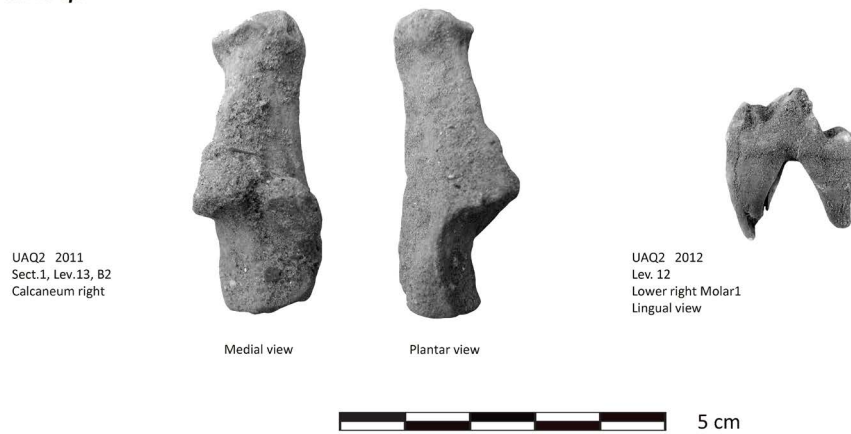 UAQ2 2011
Sect.1, Lev.13, B2
Calcaneum right
Medial view
Plantar view
UAQ2 2012
Lev. 12
Lower right Molar1
Lingual view
5 cm